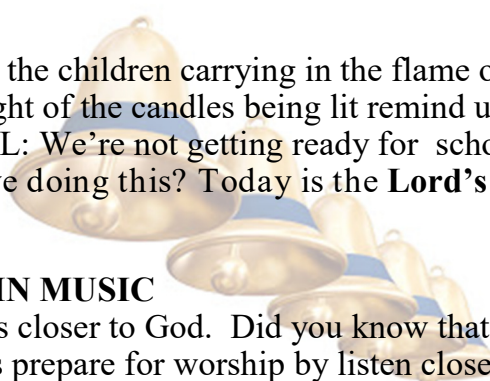 the children carrying in the flame o
ght of the candles being lit remind u
L: We’re not getting ready for  scho
e doing this? Today is the Lord’s
IN MUSIC
s closer to God.  Did you know that
s prepare for worship by listen close